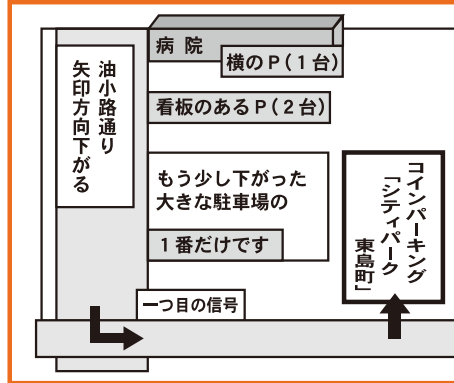 病院
横のP(1台)
油小路通り
矢印方向下がる
看板のあるP(2台)
もう少し下がった
大きな駐車場の
1番だけです
コインパーキング
「シティパーク
東島町」
一つ目の信号